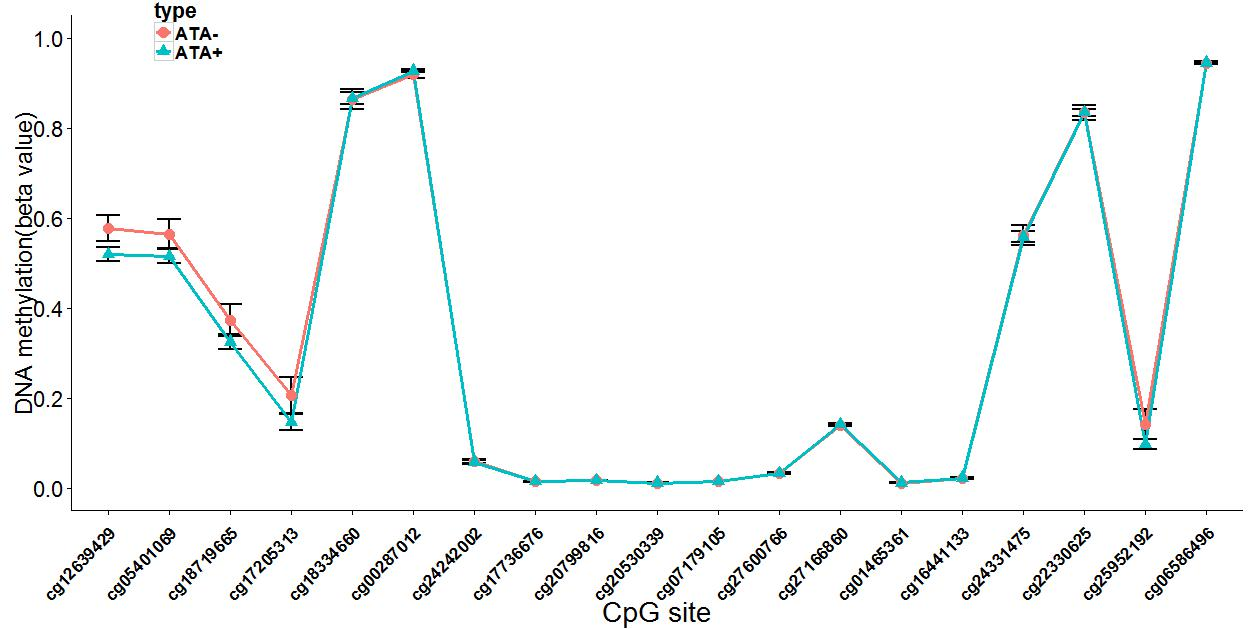 type
ATA-
ATA+
DNA methylation(beta value)
1.0
0.8
0.6
0.4
0.2
0.0
cg12639429
cg05401069
cg18719665
cg17205313
cg18334660
cg00287012
cg24242002
cg17736676
cg20799816
cg20530339
cg07179105
cg27600766
cg27166860
cg01465361
cg16441133
cg24331475
cg22330625
cg25952192
cg06586496
CpG site